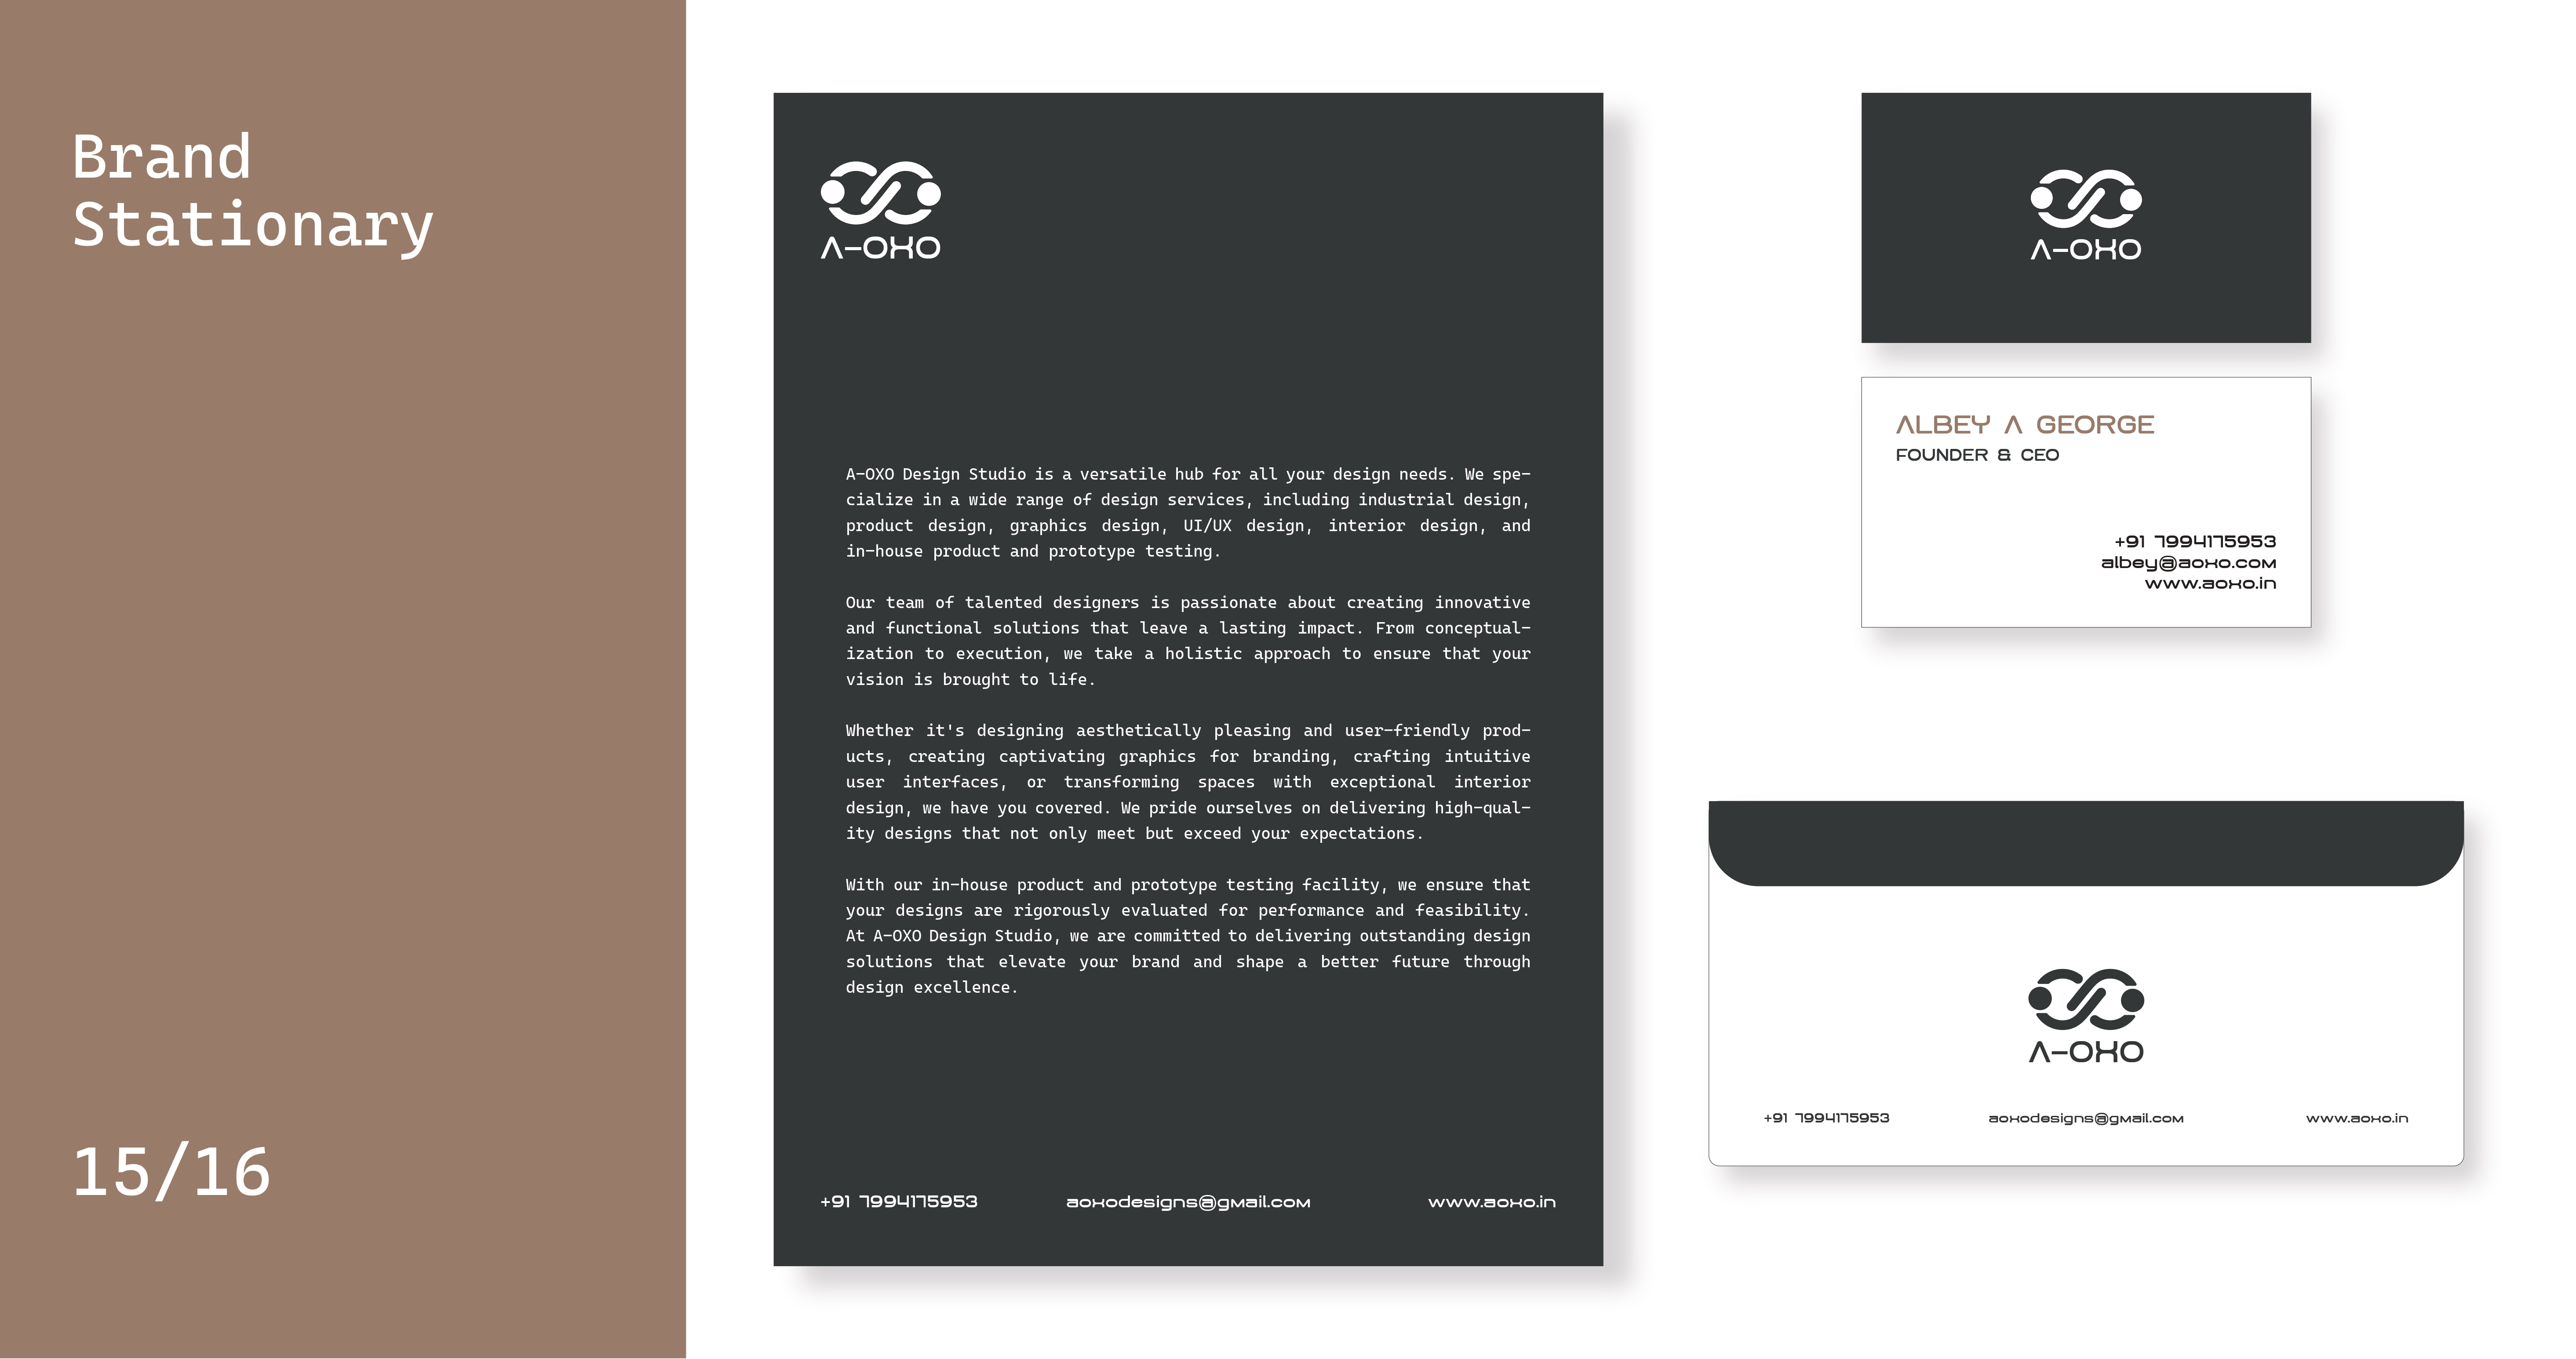 Brand
Stationary
15/16
A-OXO
A-OXO Design Studio is a versatile hub for all your design needs. We spe-
cialize in a wide range of design services, including industrial design,
product design, graphics design, UI/UX design, interior design, and
in-house product and prototype testing.
Our team of talented designers is passionate about creating innovative
and functional solutions that leave a lasting impact. From conceptual-
ization to execution, we take a holistic approach to ensure that your
vision is brought to life.
Whether it's designing aesthetically pleasing and user-friendly prod-
ucts, creating captivating graphics for branding, crafting intuitive
user interfaces, or transforming spaces with exceptional interior
design, we have you covered. We pride ourselves on delivering high-qual-
ity designs that not only meet but exceed your expectations.
With our in-house product and prototype testing facility, we ensure that
your designs are rigorously evaluated for performance and feasibility.
At A-OXO Design Studio, we are committed to delivering outstanding design
solutions that elevate your brand and shape a better future through
design excellence.
+91 7994175953 aoxodesigns@gmail.com www.aoxo.in
A-OXO
ALBEY A GEORGE
FOUNDER & CEO
+91 7994175953
albey@aoxo.com
www.aoxo.in
A-OXO
+91 7994175953 aoxodesigns@gmail.com www.aoxo.in